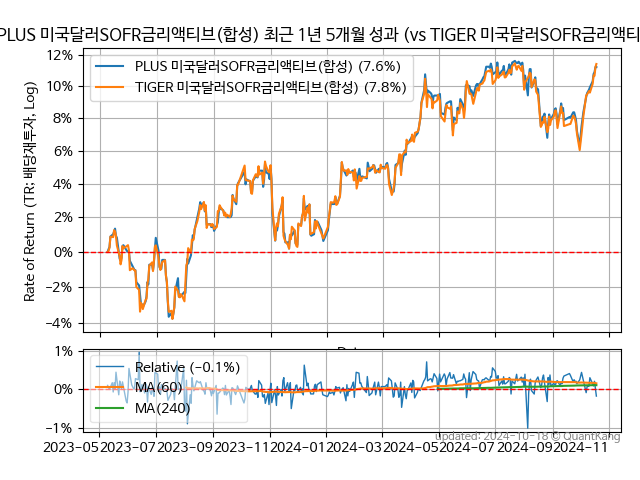 PLUS 미국달러SOFR금리액티브(합성) 최근 1년 5개월 성과 (vs TIGER 미국달러SOFR금리액티
12%
10%
8%
6%
4%
2%
0%
−2%
−4%
Rate of Return (TR: 배당재투자, Log)
PLUS 미국달러SOFR금리액티브(합성) (7.6%)
TIGER 미국달러SOFR금리액티브(합성) (7.8%)
1%
0%
−1%
Relative (−0.1%)
MA(60)
MA(240)
updated: 2024-10-18 © QuantKang
2023-05 2023-07 2023-09 2023-11 2024-01 2024-03 2024-05 2024-07 2024-09 2024-11